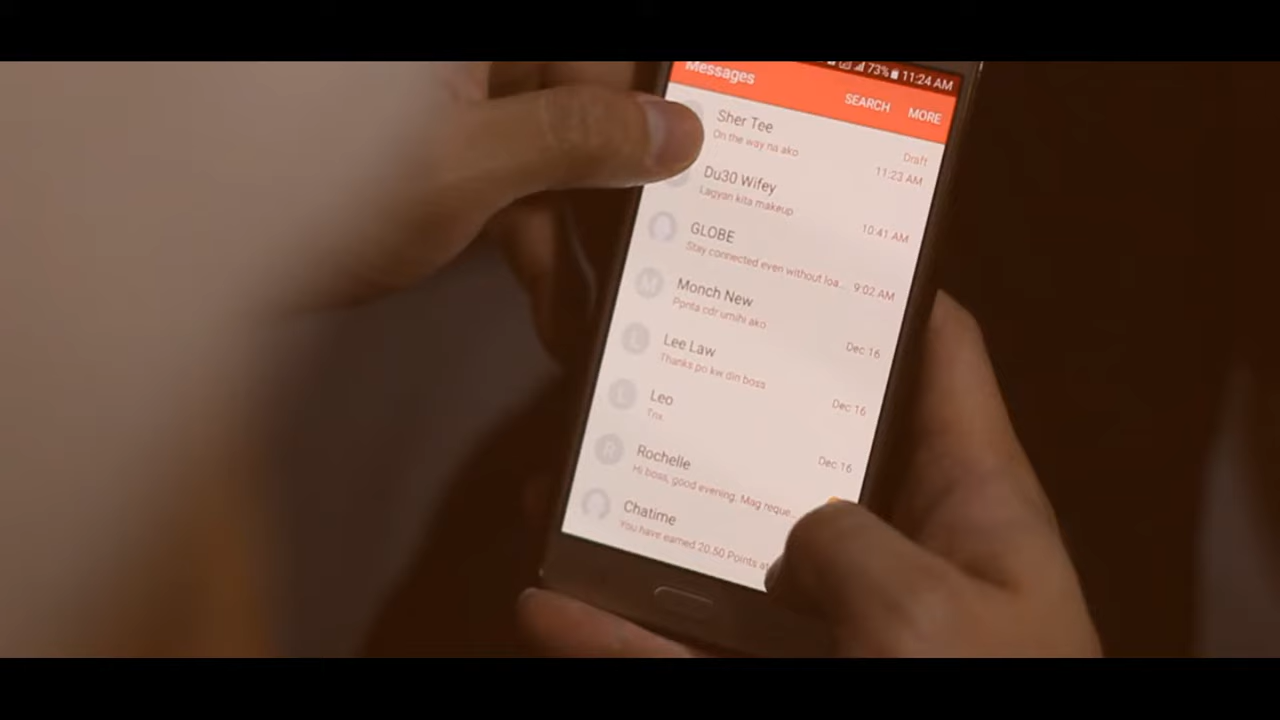 73% 11:24 AM
Messages
SEARCH MORE
Sher Tee
On the way na ako
Draft
11:23 AM
Du30 Wifey
Lagyan kita makeup
10:41 AM
GLOBE
Stay connected even without loa...
9:02 AM
M
Monch New
Ppnta cdr umihi ako
Dec 16
L
Lee Law
Thanks po kw din boss
Dec 16
L
Leo
Tnx.
Dec 16
R
Rochelle
Hi boss, good evening. Mag reque...
Chatime
You have earned 20.50 Points at